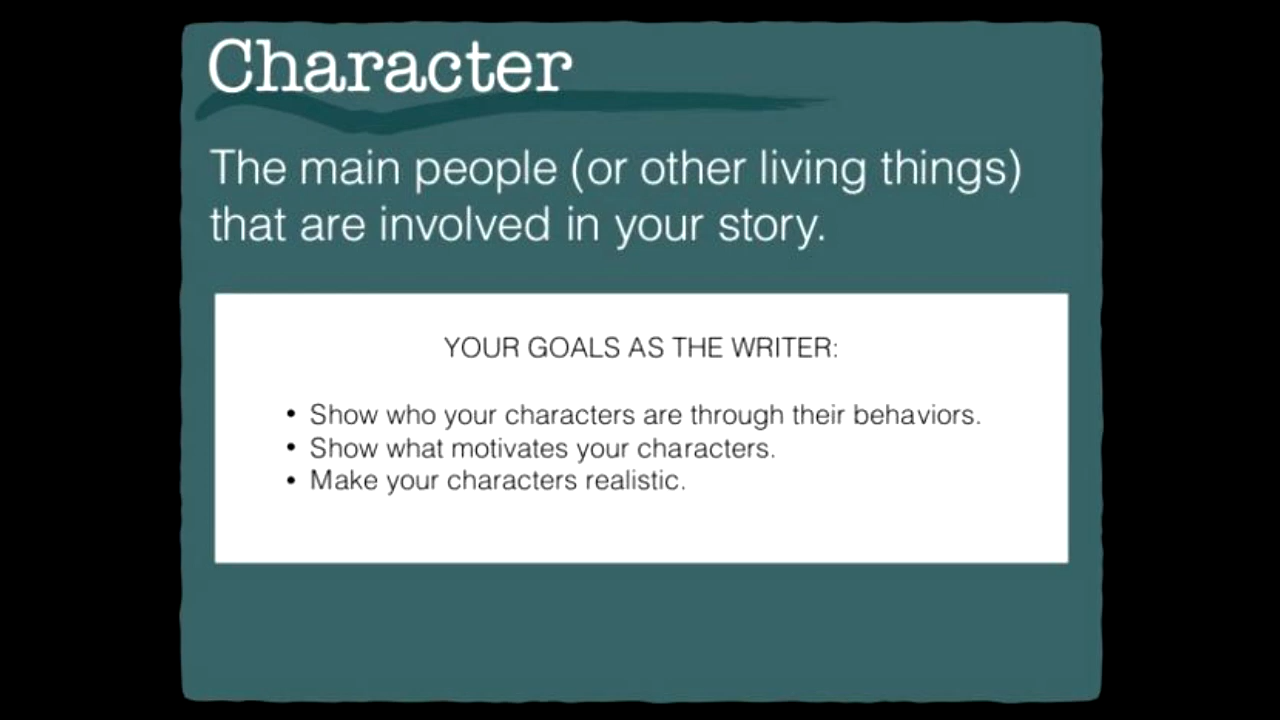 Character
The main people (or other living things)
that are involved in your story.
YOUR GOALS AS THE WRITER:
• Show who your characters are through their behaviors.
• Show what motivates your characters.
• Make your characters realistic.